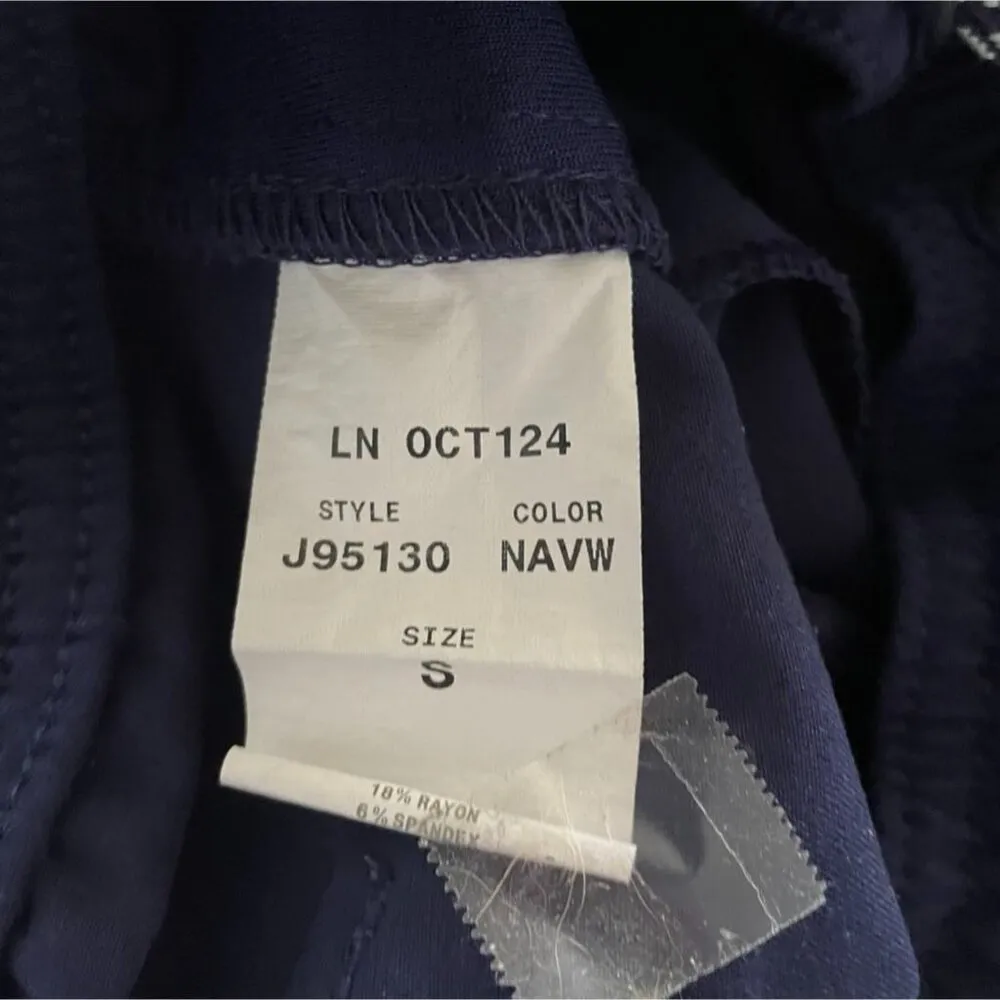 LN OCT124
STYLE COLOR
J95130 NAVW
SIZE
S
18% RAYON
6% SPANDEX